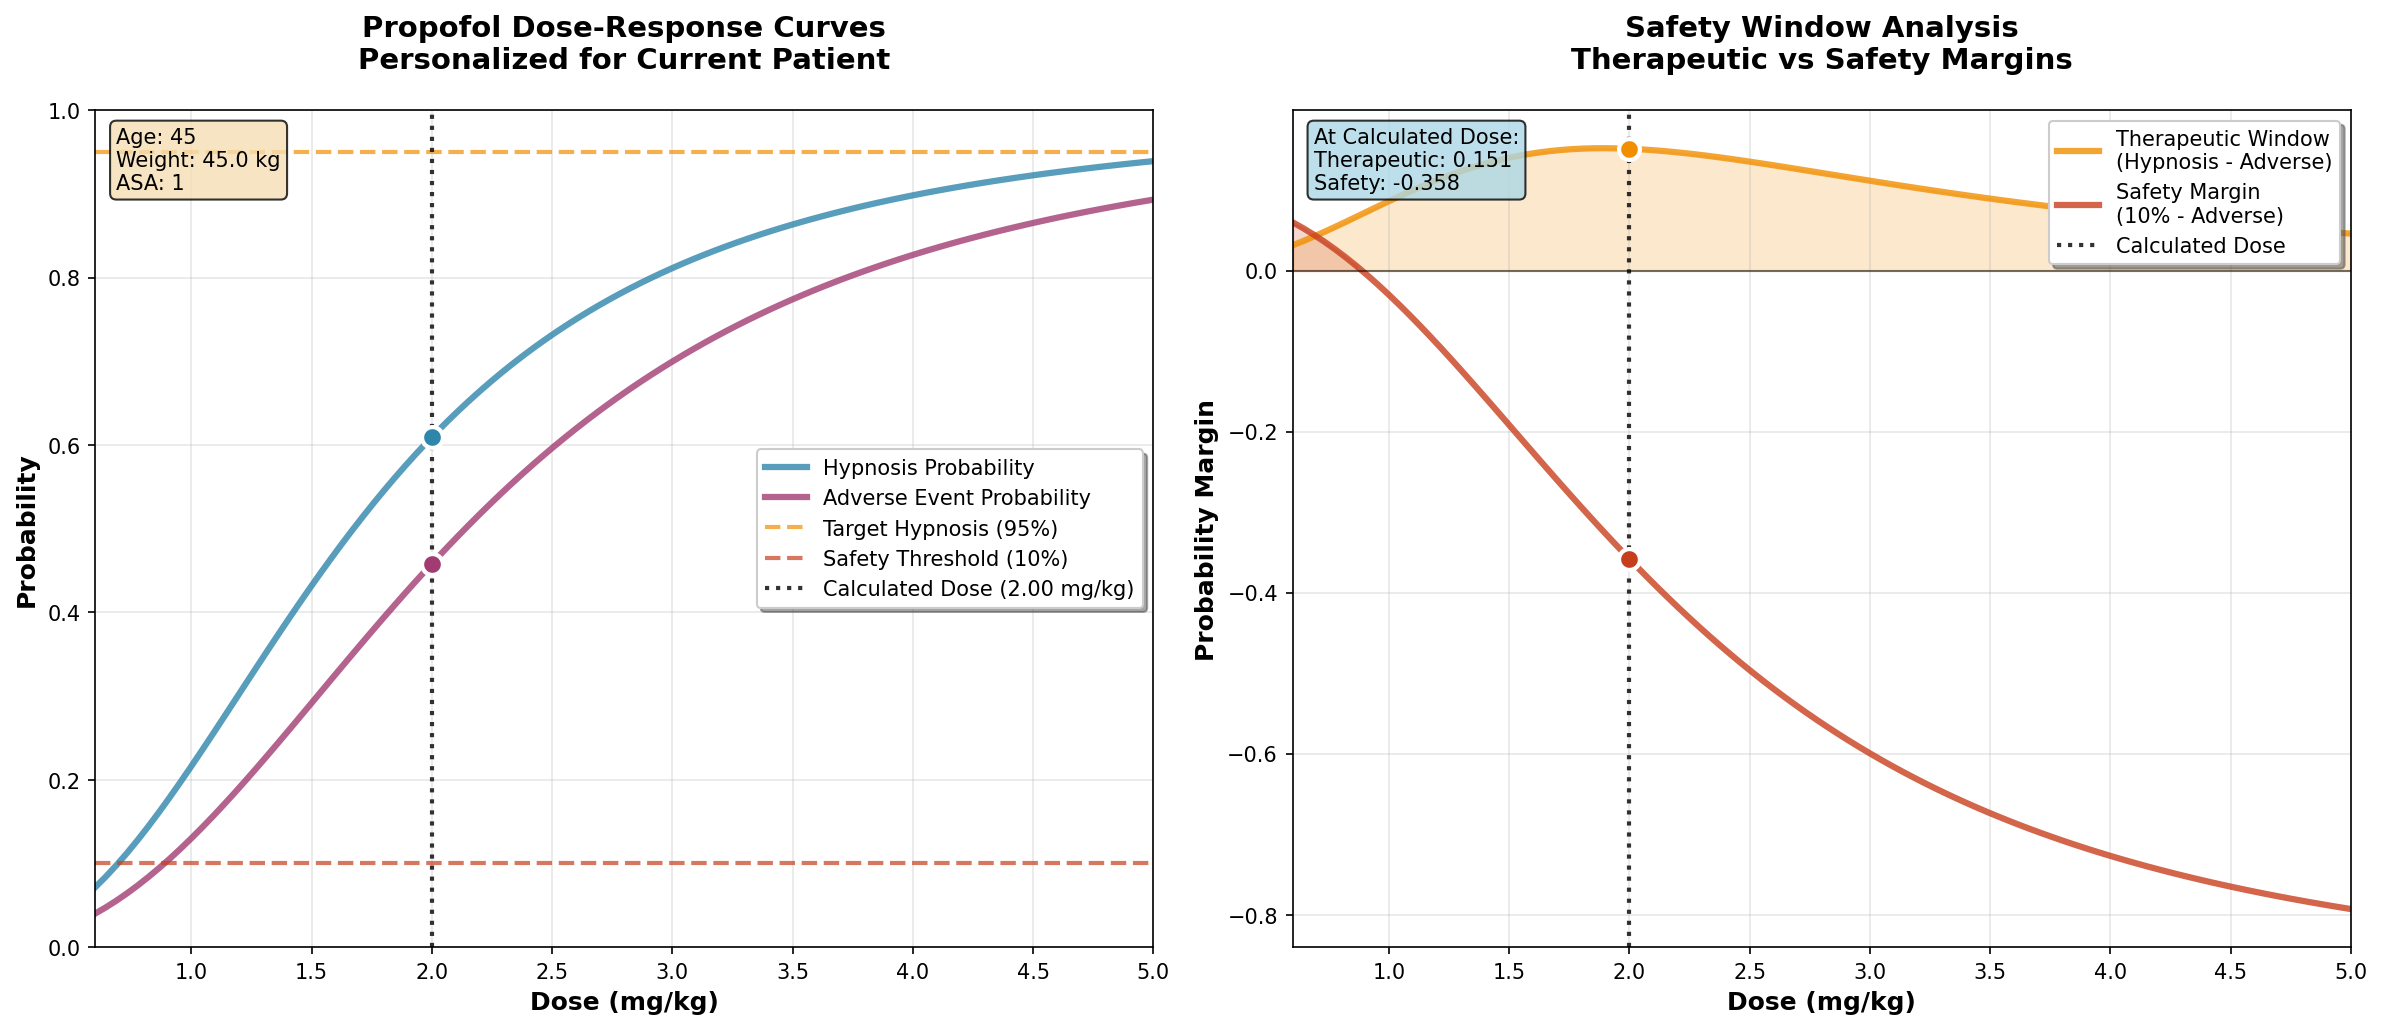 Propofol Dose-Response Curves
Personalized for Current Patient
Age: 45
Weight: 45.0 kg
ASA: 1
Hypnosis Probability
Adverse Event Probability
Target Hypnosis (95%)
Safety Threshold (10%)
Calculated Dose (2.00 mg/kg)
Probability
1.0
0.8
0.6
0.4
0.2
0.0
1.0 1.5 2.0 2.5 3.0 3.5 4.0 4.5 5.0
Dose (mg/kg)
Safety Window Analysis
Therapeutic vs Safety Margins
At Calculated Dose:
Therapeutic: 0.151
Safety: -0.358
Therapeutic Window
(Hypnosis - Adverse)
Safety Margin
(10% - Adverse)
Calculated Dose
Probability Margin
0.0
−0.2
−0.4
−0.6
−0.8
1.0 1.5 2.0 2.5 3.0 3.5 4.0 4.5 5.0
Dose (mg/kg)